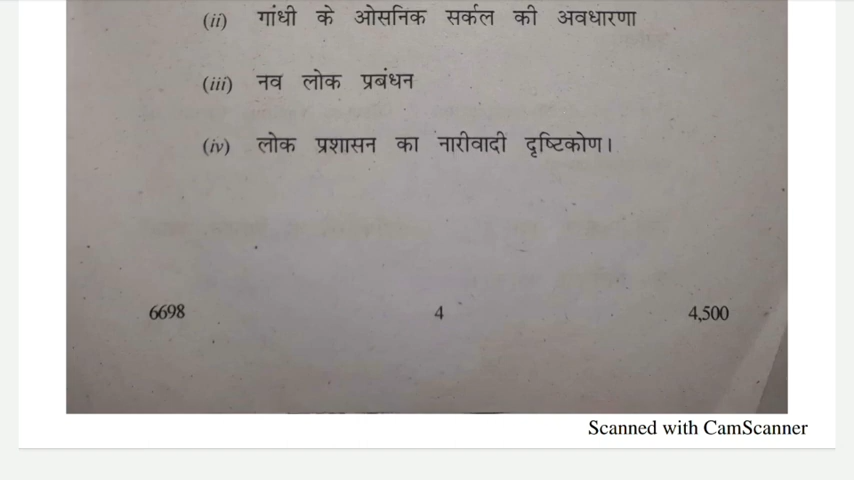 (ii) गांधी के ओसनिक सर्कल की अवधारणा
(iii) नव लोक प्रबंधन
(iv) लोक प्रशासन का नारीवादी दृष्टिकोण।
6698 4 4,500
Scanned with CamScanner